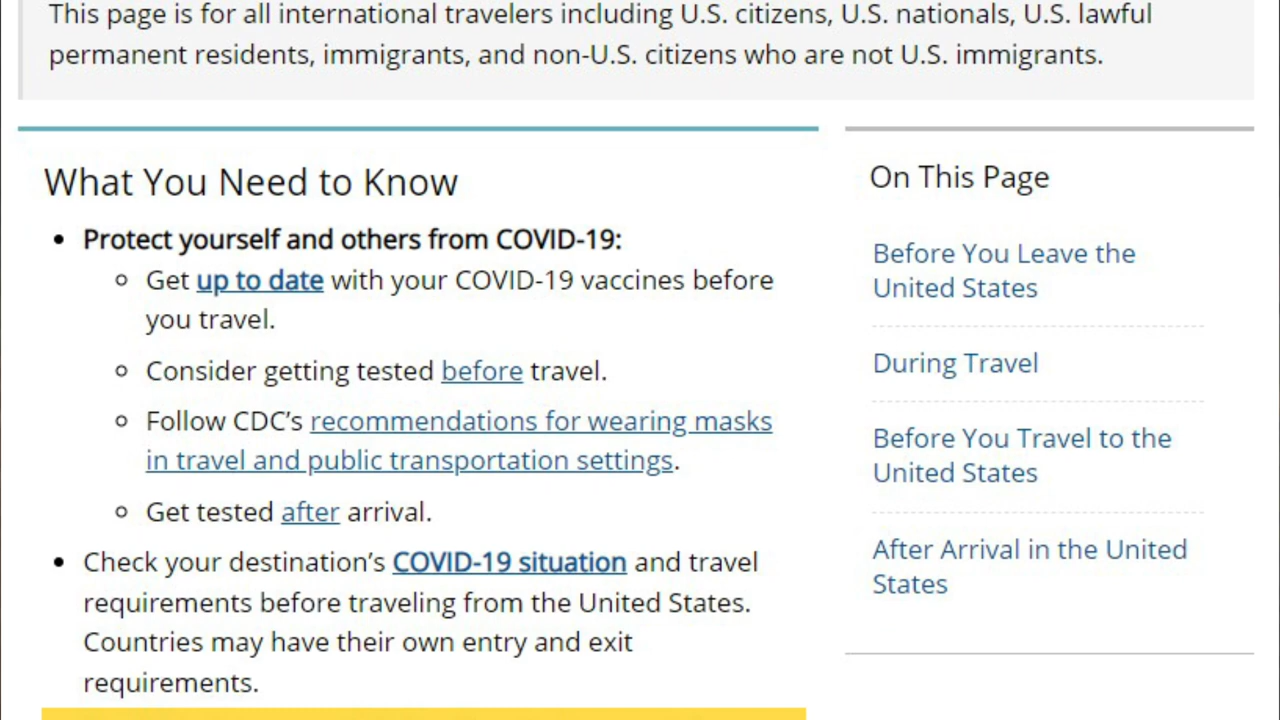 This page is for all international travelers including U.S. citizens, U.S. nationals, U.S. lawful
permanent residents, immigrants, and non-U.S. citizens who are not U.S. immigrants.
What You Need to Know
Protect yourself and others from COVID-19:
Get up to date with your COVID-19 vaccines before
you travel.
Consider getting tested before travel.
Follow CDC’s recommendations for wearing masks
in travel and public transportation settings.
Get tested after arrival.
Check your destination’s COVID-19 situation and travel
requirements before traveling from the United States.
Countries may have their own entry and exit
requirements.
On This Page
Before You Leave the
United States
During Travel
Before You Travel to the
United States
After Arrival in the United
States